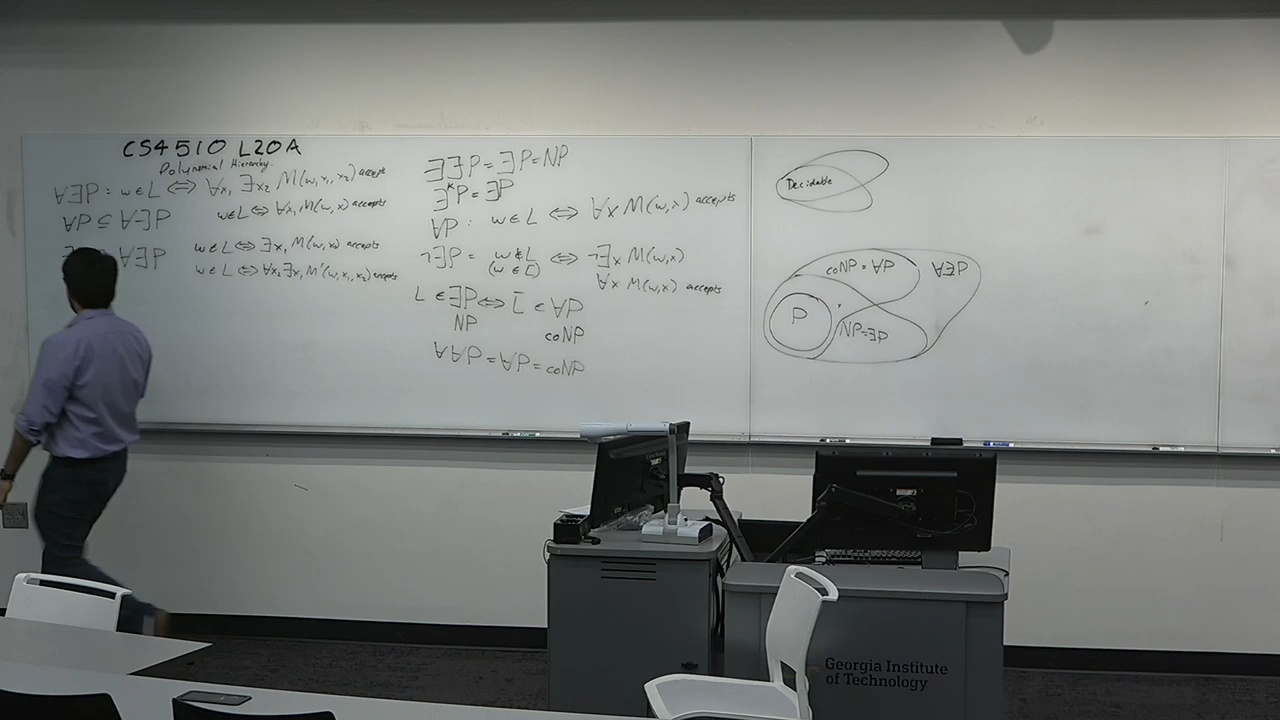 CS4510 L20A
Polynomial Hierarchy.
∀∃P : w∈L ⇔ ∀x₁ ∃x₂ M(w,x₁,x₂) accepts
∀P ⊆ ∀∃P w∈L ⇔ ∀x₁ M(w,x) accepts
∀∃P w∈L ⇔ ∃x₁ M(w,x) accepts
w∈L ⇔ ∀x₂ ∃x₁ M'(w,x₁,x₂) accepts
∃∃P = ∃P = NP
∃*P = ∃P
∀P : w∈L ⇔ ∀x M(w,x) accepts
¬∃P = w∉L ⇔ ¬∃x M(w,x)
(w∈L̅) ∀x M(w,x) accepts
L ∈ ∃P ⇔ L̅ ∈ ∀P
NP coNP
∀∀P = ∀P = coNP
Decidable
coNP = ∀P ∀∃P
P
NP=∃P
Georgia Institute
of Technology